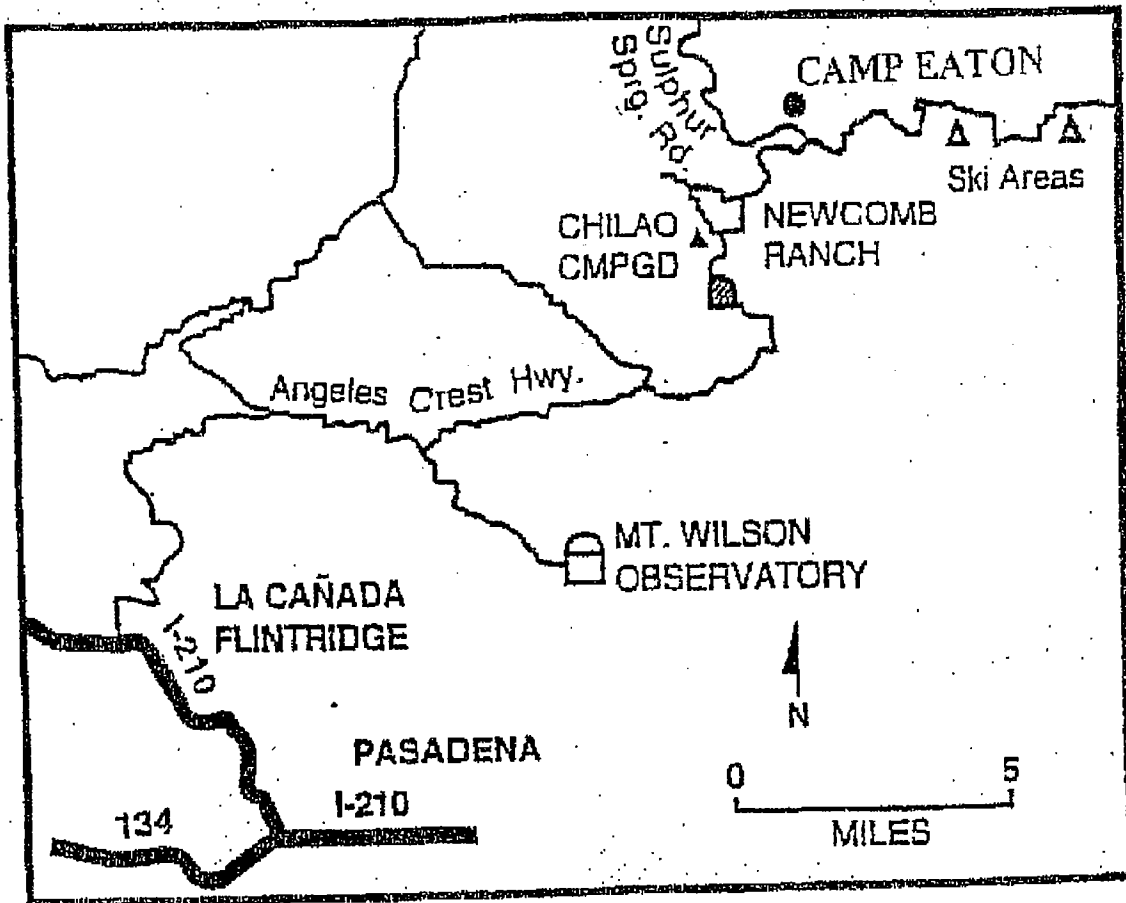 Sulphur
Sprg. Rd.
CAMP EATON
Ski Areas
CHILAO
CMPGD
NEWCOMB
RANCH
Angeles Crest Hwy.
MT. WILSON
OBSERVATORY
LA CAÑADA
FLINTRIDGE
I-210
N
PASADENA
I-210
134
0 5
MILES